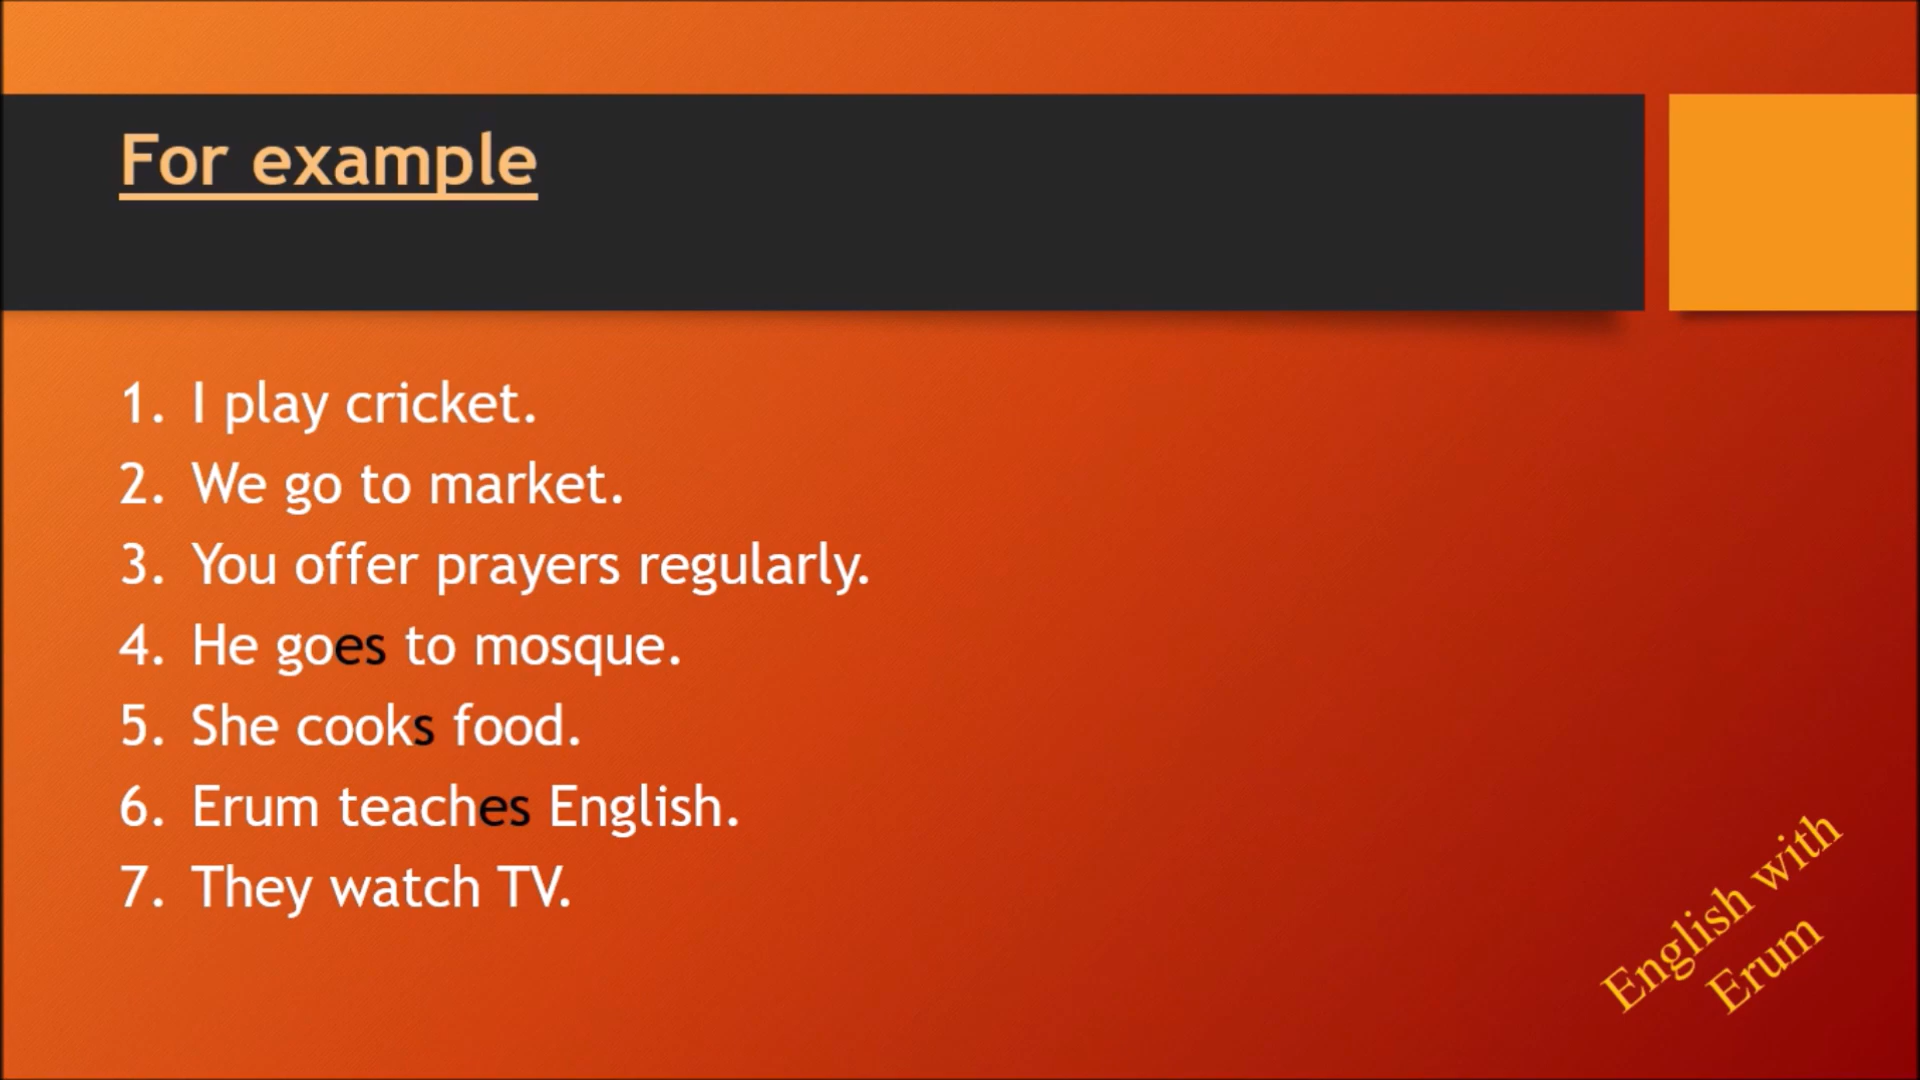 For example
1. I play cricket.
2. We go to market.
3. You offer prayers regularly.
4. He goes to mosque.
5. She cooks food.
6. Erum teaches English.
7. They watch TV.
English with
Erum